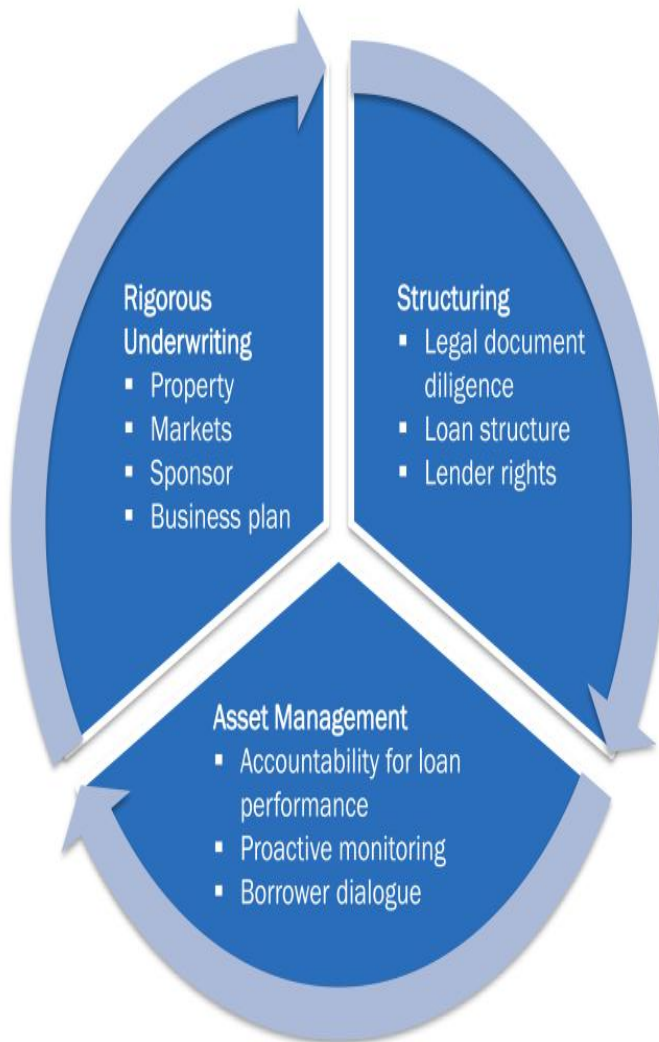 Rigorous
Underwriting
▪ Property
▪ Markets
▪ Sponsor
▪ Business plan
Structuring
▪ Legal document
diligence
▪ Loan structure
▪ Lender rights
Asset Management
▪ Accountability for loan
performance
▪ Proactive monitoring
▪ Borrower dialogue